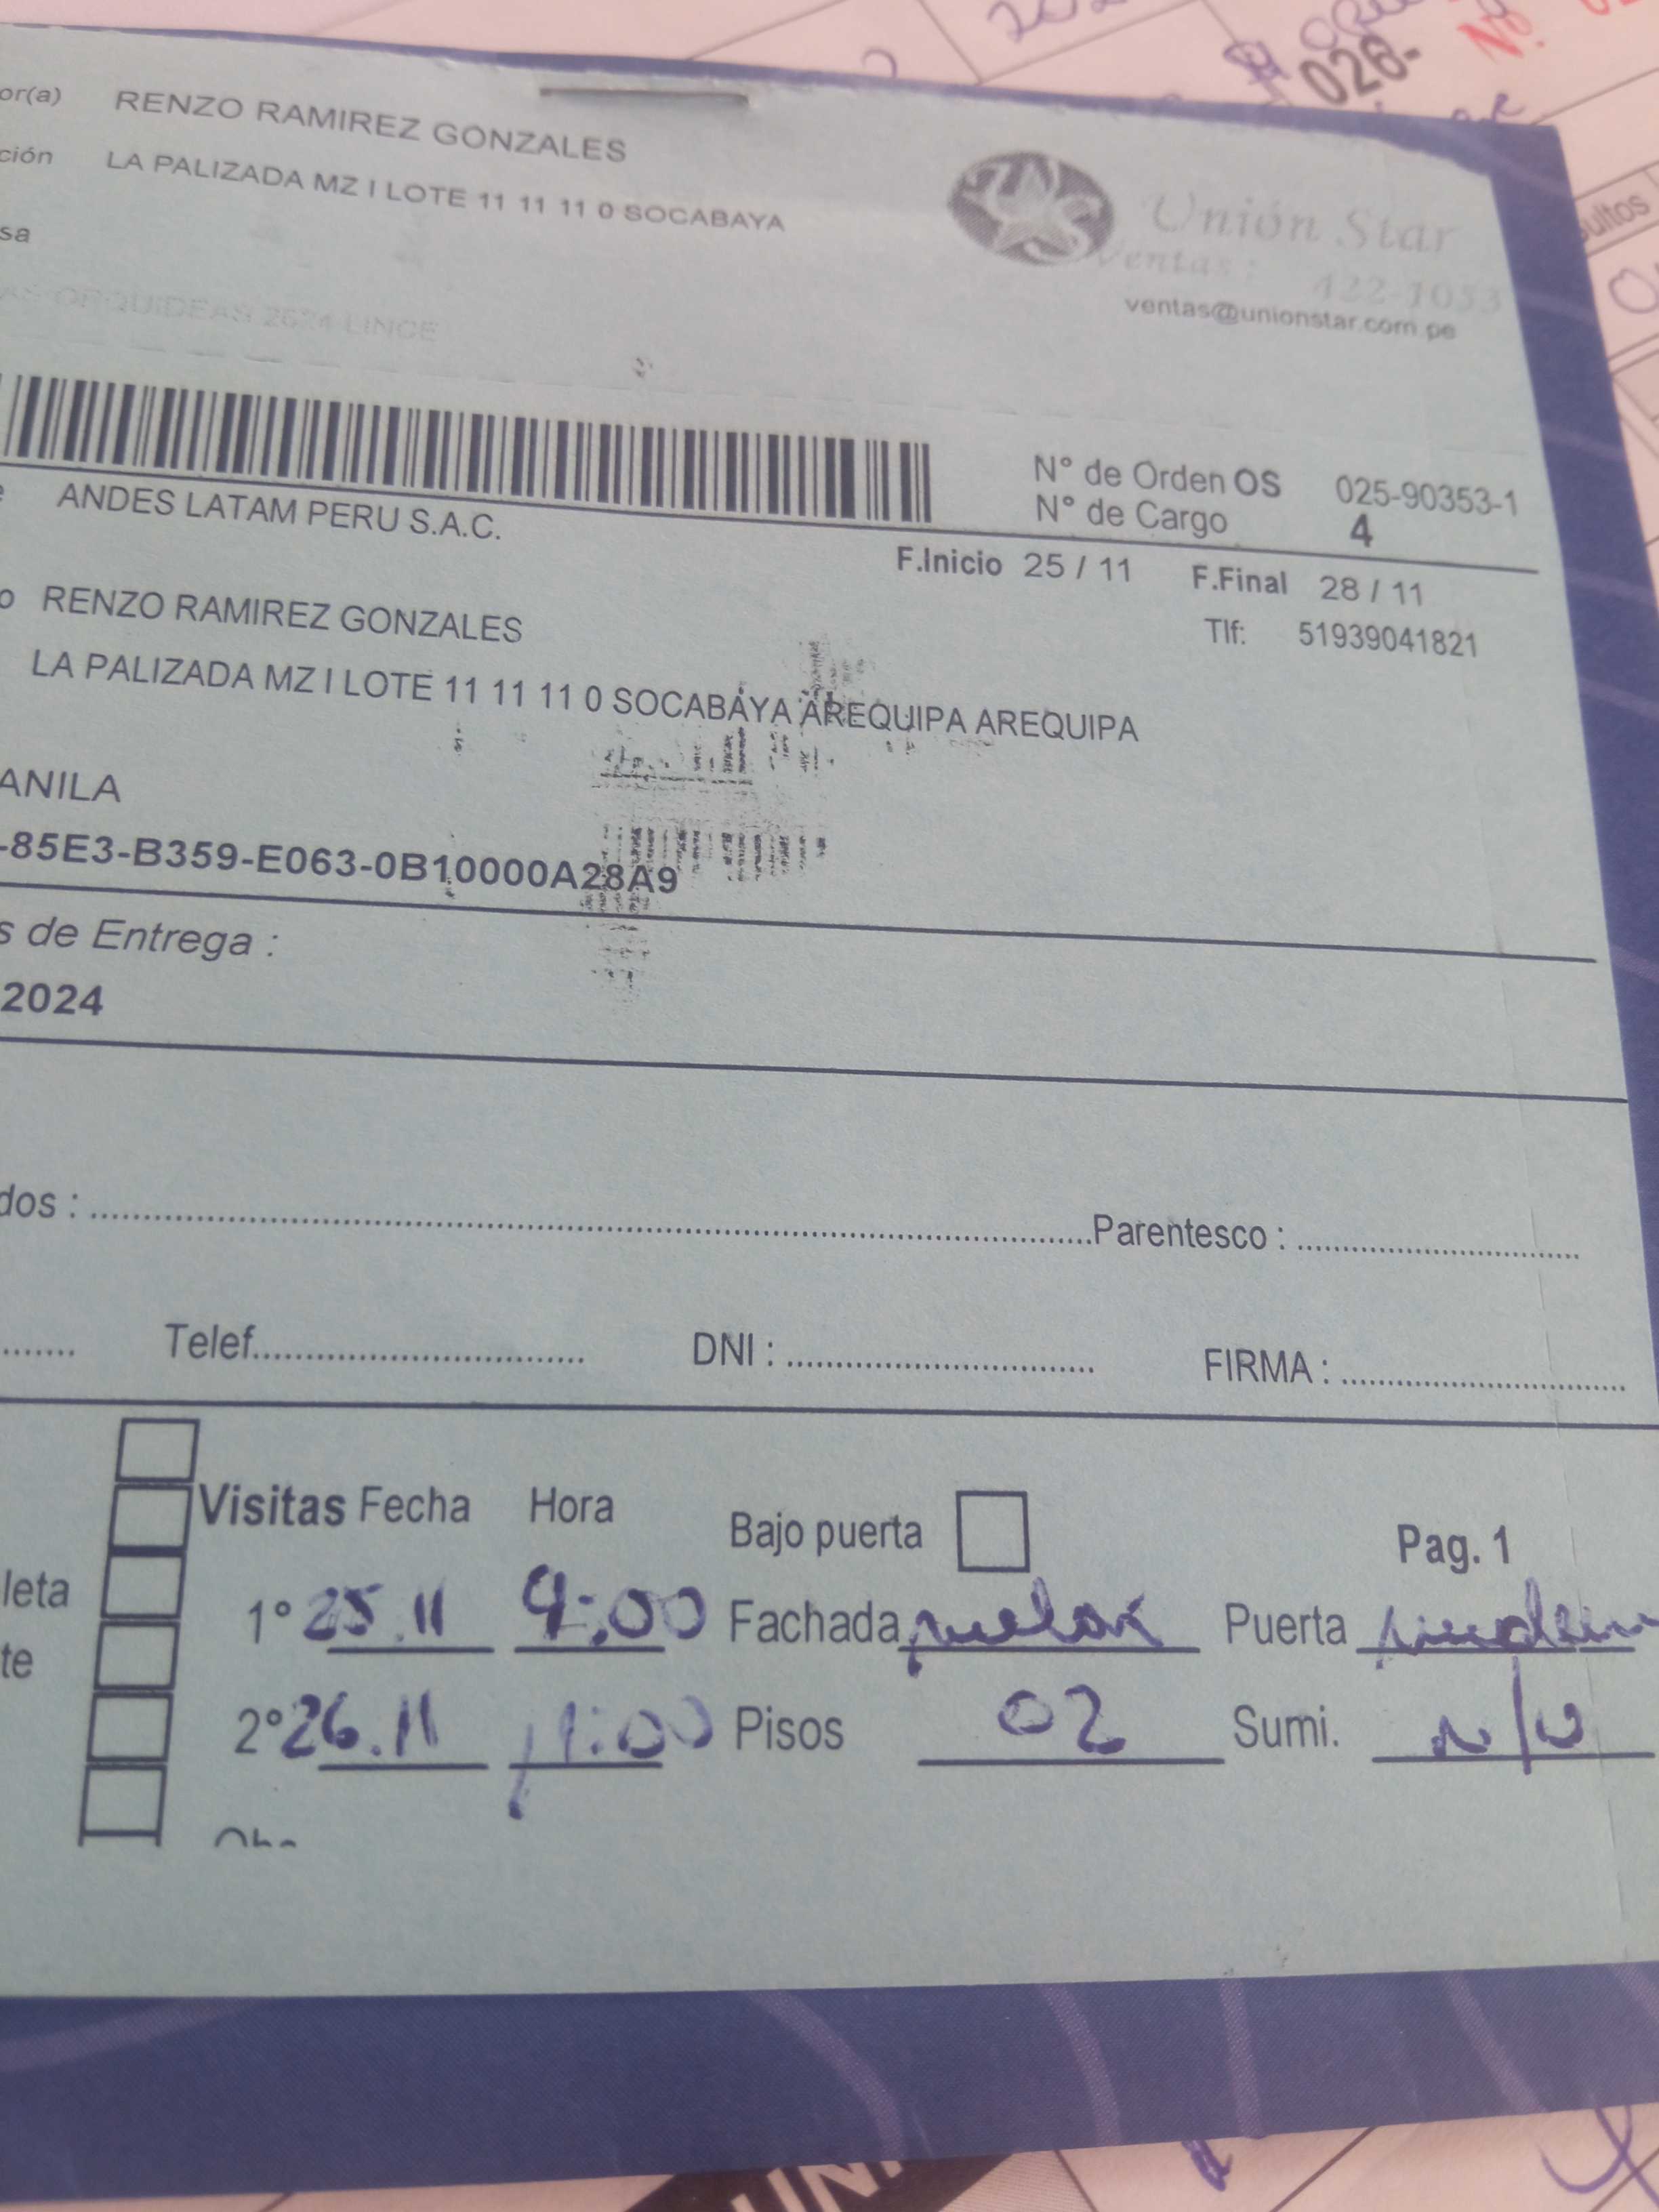 or(a) RENZO RAMIREZ GONZALES
ción LA PALIZADA MZ I LOTE 11 11 11 0 SOCABAYA
sa
Unión Star
Ventas: 422-1053
ventas@unionstar.com.pe
ORQUIDEAS 2674 LINCE
N° de Orden OS 025-90353-1
N° de Cargo 4
ANDES LATAM PERU S.A.C.
F.Inicio 25 / 11 F.Final 28 / 11
o RENZO RAMIREZ GONZALES
Tlf: 51939041821
LA PALIZADA MZ I LOTE 11 11 11 0 SOCABAYA AREQUIPA AREQUIPA
ANILA
-85E3-B359-E063-0B10000A28A9
s de Entrega :
2024
dos : Parentesco :
Telef. DNI : FIRMA :
Visitas Fecha Hora Bajo puerta Pag. 1
leta
1° 25.11 9:00 Fachada Puerta
te
2° 26.11 11:00 Pisos 02 Sumi. N/U
026-
Nº.